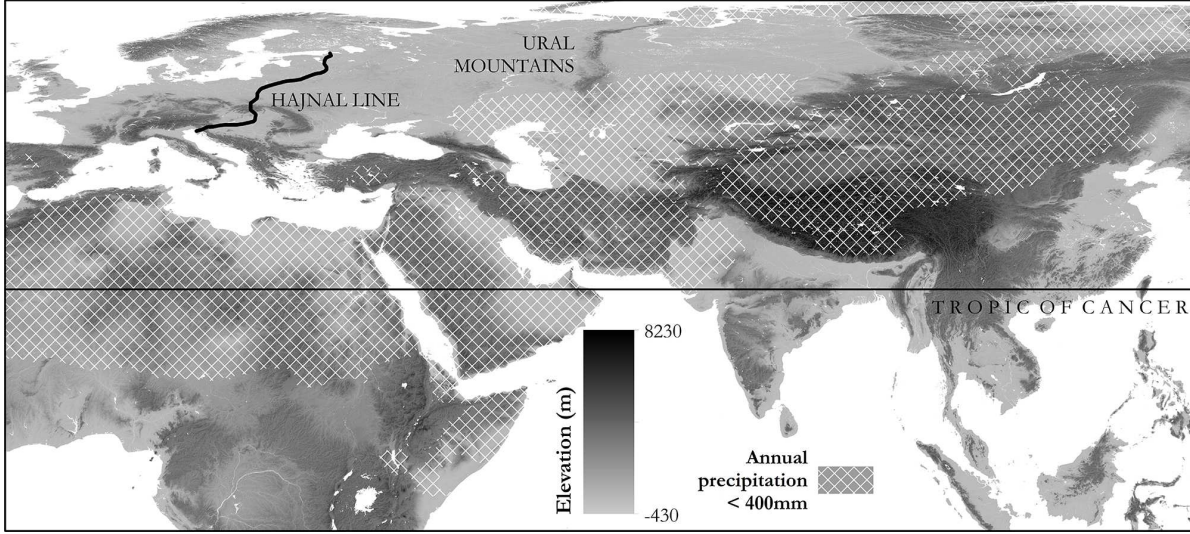 URAL
MOUNTAINS
HAJNAL LINE
TROPIC OF CANCER
8230
Elevation (m)
-430
Annual
precipitation
< 400mm